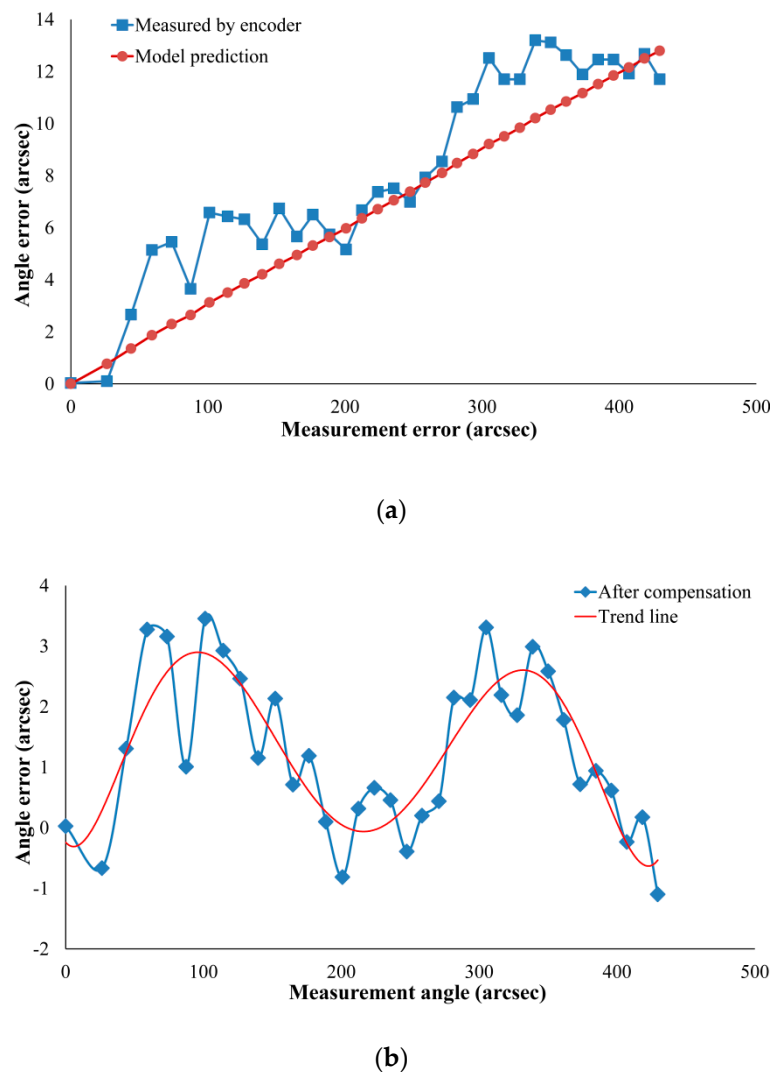 14
12
10
8
6
4
2
0
Angle error (arcsec)
Measured by encoder
Model prediction
0 100 200 300 400 500
Measurement error (arcsec)
(a)
4
3
2
1
0
-1
-2
Angle error (arcsec)
After compensation
Trend line
0 100 200 300 400 500
Measurement angle (arcsec)
(b)